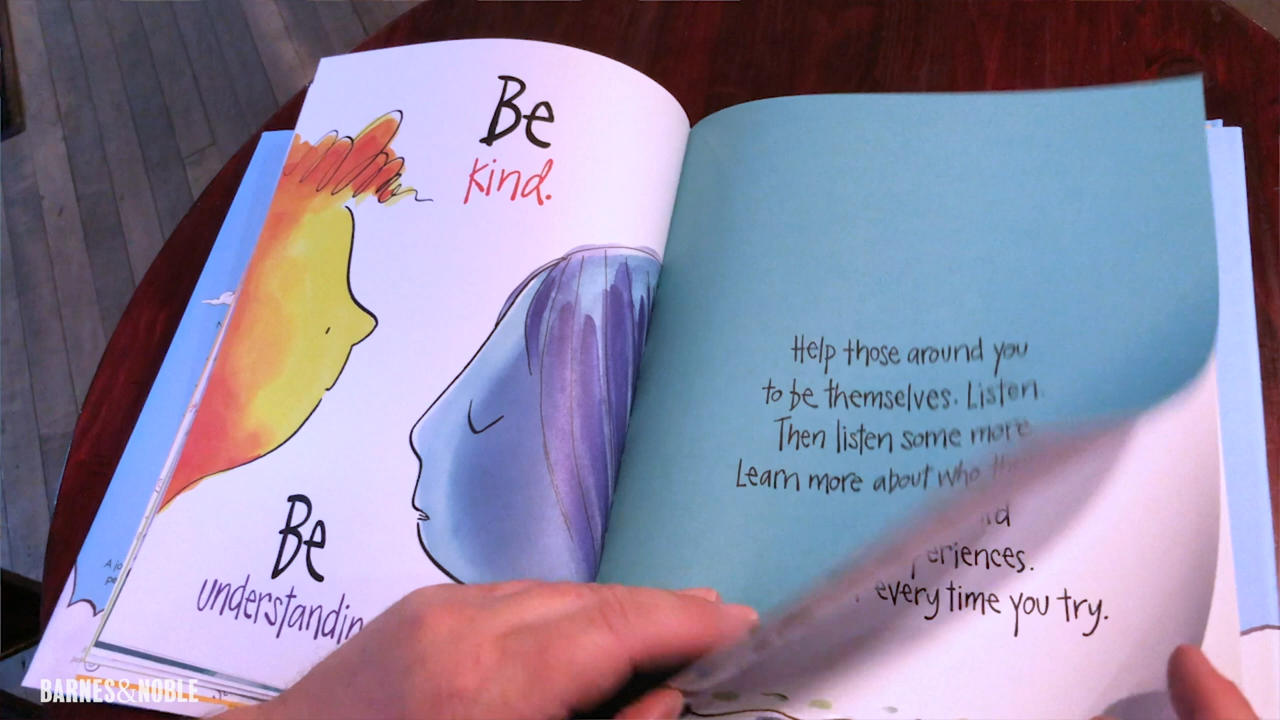 Be
kind.
Be
understandin
Help those around you
to be themselves. Listen.
Then listen some more
Learn more about who
eriences.
every time you try.
BARNES&NOBLE